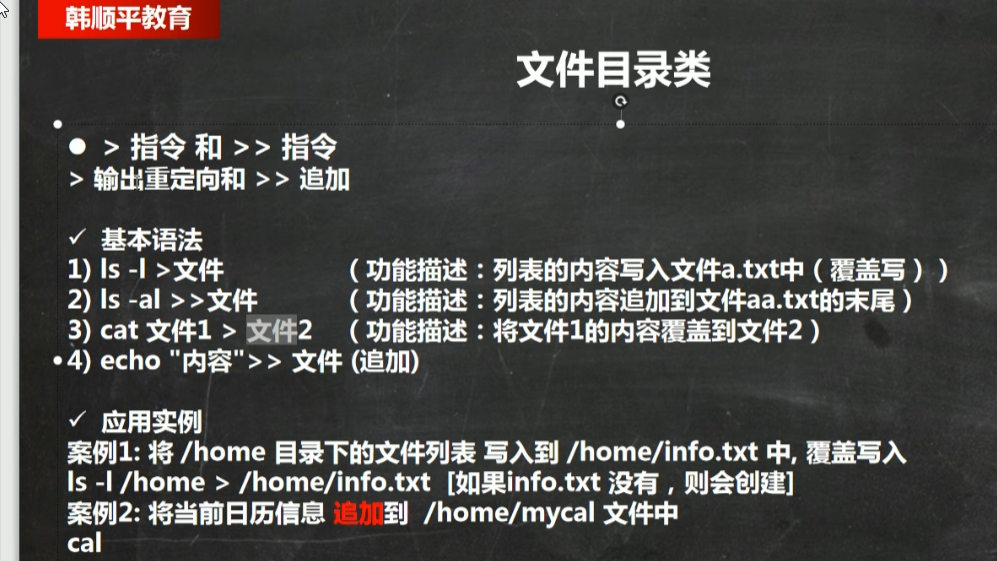 韩顺平教育
文件目录类
● > 指令 和 >> 指令
> 输出重定向和 >> 追加
✓ 基本语法
1) ls -l >文件 （功能描述：列表的内容写入文件a.txt中（覆盖写））
2) ls -al >>文件 （功能描述：列表的内容追加到文件aa.txt的末尾）
3) cat 文件1 > 文件2 （功能描述：将文件1的内容覆盖到文件2）
4) echo "内容">> 文件 (追加)
✓ 应用实例
案例1: 将 /home 目录下的文件列表 写入到 /home/info.txt 中, 覆盖写入
ls -l /home > /home/info.txt [如果info.txt 没有，则会创建]
案例2: 将当前日历信息 追加到 /home/mycal 文件中
cal